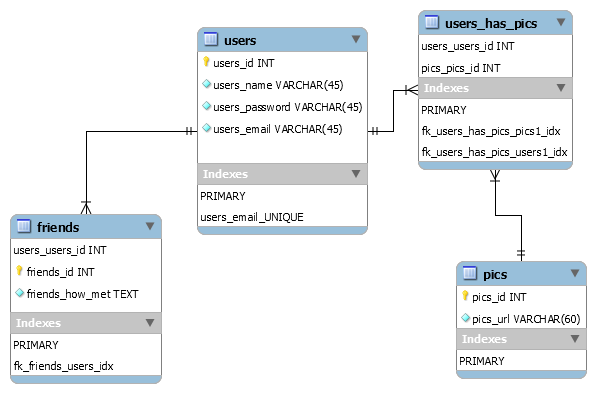 users
users_id INT
users_name VARCHAR(45)
users_password VARCHAR(45)
users_email VARCHAR(45)
Indexes
PRIMARY
users_email_UNIQUE
users_has_pics
users_users_id INT
pics_pics_id INT
Indexes
PRIMARY
fk_users_has_pics_pics1_idx
fk_users_has_pics_users1_idx
friends
users_users_id INT
friends_id INT
friends_how_met TEXT
Indexes
PRIMARY
fk_friends_users_idx
pics
pics_id INT
pics_url VARCHAR(60)
Indexes
PRIMARY